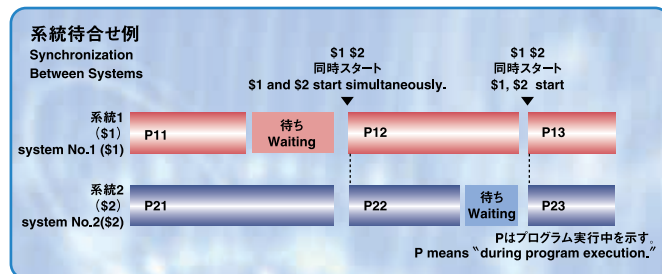 系統待合せ例
Synchronization
Between Systems
$1 $2
同時スタート
$1 and $2 start simultaneously.
$1 $2
同時スタート
$1, $2 start
系統1
($1)
system No.1 ($1)
P11
待ち
Waiting
P12
P13
系統2
($2)
system No.2($2)
P21
P22
待ち
Waiting
P23
Pはプログラム実行中を示す。
P means “during program execution.”